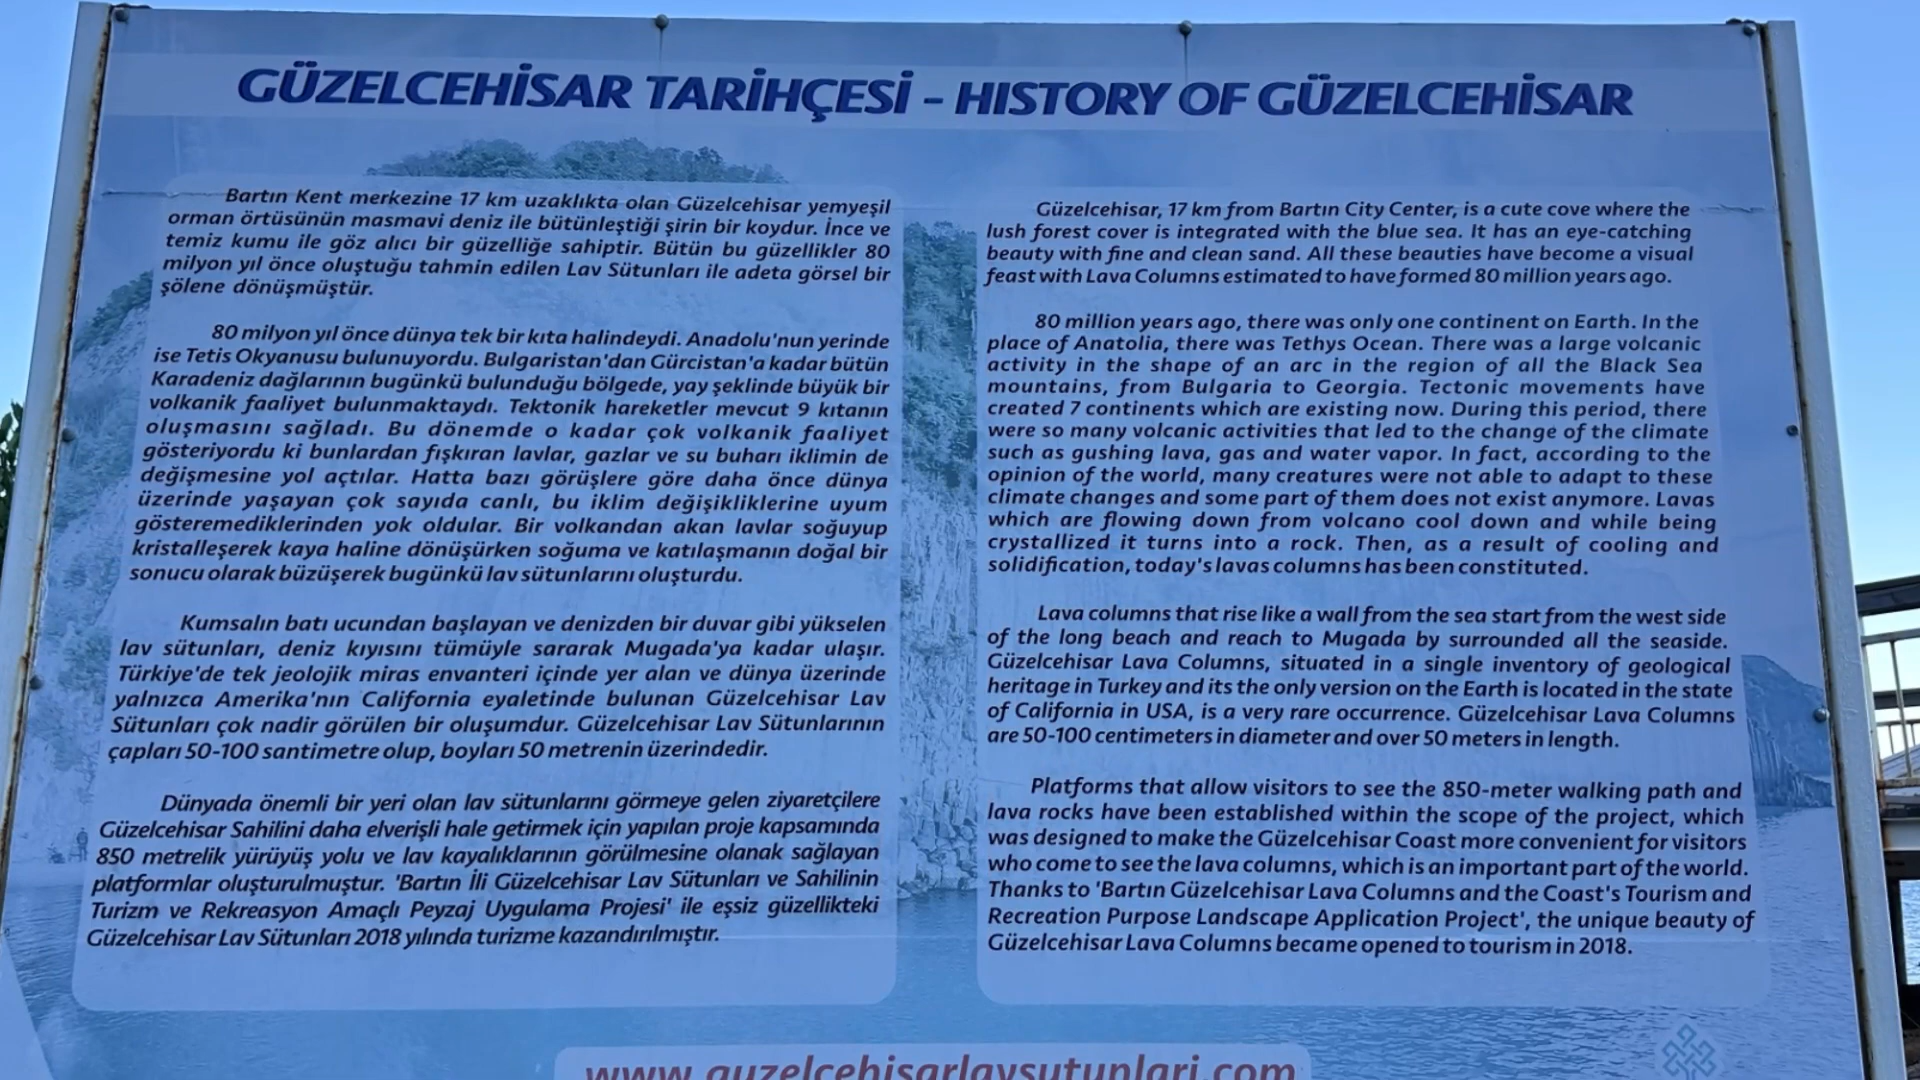 GÜZELCEHİSAR TARİHÇESİ - HISTORY OF GÜZELCEHİSAR
Bartın Kent merkezine 17 km uzaklıkta olan Güzelcehisar yemyeşil
orman örtüsünün masmavi deniz ile bütünleştiği şirin bir koydur. İnce ve
temiz kumu ile göz alıcı bir güzelliğe sahiptir. Bütün bu güzellikler 80
milyon yıl önce oluştuğu tahmin edilen Lav Sütunları ile adeta görsel bir
şölene dönüşmüştür.
80 milyon yıl önce dünya tek bir kıta halindeydi. Anadolu'nun yerinde
ise Tetis Okyanusu bulunuyordu. Bulgaristan'dan Gürcistan'a kadar bütün
Karadeniz dağlarının bugünkü bulunduğu bölgede, yay şeklinde büyük bir
volkanik faaliyet bulunmaktaydı. Tektonik hareketler mevcut 9 kıtanın
oluşmasını sağladı. Bu dönemde o kadar çok volkanik faaliyet
gösteriyordu ki bunlardan fışkıran lavlar, gazlar ve su buharı iklimin de
değişmesine yol açtılar. Hatta bazı görüşlere göre daha önce dünya
üzerinde yaşayan çok sayıda canlı, bu iklim değişikliklerine uyum
gösteremediklerinden yok oldular. Bir volkandan akan lavlar soğuyup
kristalleşerek kaya haline dönüşürken soğuma ve katılaşmanın doğal bir
sonucu olarak büzüşerek bugünkü lav sütunlarını oluşturdu.
Kumsalın batı ucundan başlayan ve denizden bir duvar gibi yükselen
lav sütunları, deniz kıyısını tümüyle sararak Mugada'ya kadar ulaşır.
Türkiye'de tek jeolojik miras envanteri içinde yer alan ve dünya üzerinde
yalnızca Amerika'nın California eyaletinde bulunan Güzelcehisar Lav
Sütunları çok nadir görülen bir oluşumdur. Güzelcehisar Lav Sütunlarının
çapları 50-100 santimetre olup, boyları 50 metrenin üzerindedir.
Dünyada önemli bir yeri olan lav sütunlarını görmeye gelen ziyaretçilere
Güzelcehisar Sahilini daha elverişli hale getirmek için yapılan proje kapsamında
850 metrelik yürüyüş yolu ve lav kayalıklarının görülmesine olanak sağlayan
platformlar oluşturulmuştur. 'Bartın İli Güzelcehisar Lav Sütunları ve Sahilinin
Turizm ve Rekreasyon Amaçlı Peyzaj Uygulama Projesi' ile eşsiz güzellikteki
Güzelcehisar Lav Sütunları 2018 yılında turizme kazandırılmıştır.
Güzelcehisar, 17 km from Bartın City Center, is a cute cove where the
lush forest cover is integrated with the blue sea. It has an eye-catching
beauty with fine and clean sand. All these beauties have become a visual
feast with Lava Columns estimated to have formed 80 million years ago.
80 million years ago, there was only one continent on Earth. In the
place of Anatolia, there was Tethys Ocean. There was a large volcanic
activity in the shape of an arc in the region of all the Black Sea
mountains, from Bulgaria to Georgia. Tectonic movements have
created 7 continents which are existing now. During this period, there
were so many volcanic activities that led to the change of the climate
such as gushing lava, gas and water vapor. In fact, according to the
opinion of the world, many creatures were not able to adapt to these
climate changes and some part of them does not exist anymore. Lavas
which are flowing down from volcano cool down and while being
crystallized it turns into a rock. Then, as a result of cooling and
solidification, today's lavas columns has been constituted.
Lava columns that rise like a wall from the sea start from the west side
of the long beach and reach to Mugada by surrounded all the seaside.
Güzelcehisar Lava Columns, situated in a single inventory of geological
heritage in Turkey and its the only version on the Earth is located in the state
of California in USA, is a very rare occurrence. Güzelcehisar Lava Columns
are 50-100 centimeters in diameter and over 50 meters in length.
Platforms that allow visitors to see the 850-meter walking path and
lava rocks have been established within the scope of the project, which
was designed to make the Güzelcehisar Coast more convenient for visitors
who come to see the lava columns, which is an important part of the world.
Thanks to 'Bartın Güzelcehisar Lava Columns and the Coast's Tourism and
Recreation Purpose Landscape Application Project', the unique beauty of
Güzelcehisar Lava Columns became opened to tourism in 2018.
www.guzelcehisarlavsutunlari.com